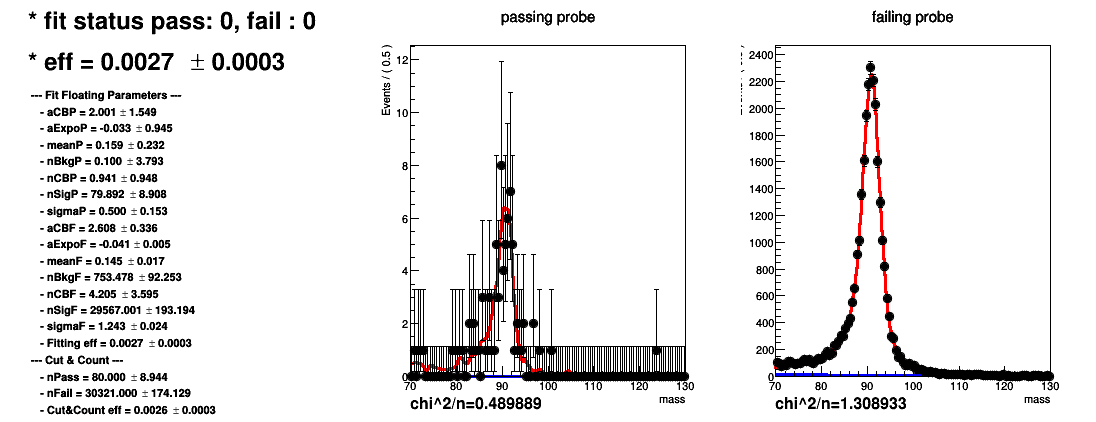 * fit status pass: 0, fail : 0
* eff = 0.0027 ± 0.0003
--- Fit Floating Parameters ---
- aCBP = 2.001 ± 1.549
- aExpoP = -0.033 ± 0.945
- meanP = 0.159 ± 0.232
- nBkgP = 0.100 ± 3.793
- nCBP = 0.941 ± 0.948
- nSigP = 79.892 ± 8.908
- sigmaP = 0.500 ± 0.153
- aCBF = 2.608 ± 0.336
- aExpoF = -0.041 ± 0.005
- meanF = 0.145 ± 0.017
- nBkgF = 753.478 ± 92.253
- nCBF = 4.205 ± 3.595
- nSigF = 29567.001 ± 193.194
- sigmaF = 1.243 ± 0.024
- Fitting eff = 0.0027 ± 0.0003
--- Cut & Count ---
- nPass = 80.000 ± 8.944
- nFail = 30321.000 ± 174.129
- Cut&Count eff = 0.0026 ± 0.0003
passing probe
Events / ( 0.5 )
12
10
8
6
4
2
0
70 80 90 100 110 120 130
mass
chi^2/n=0.489889
failing probe
2400
2200
2000
1800
1600
1400
1200
1000
800
600
400
200
0
70 80 90 100 110 120 130
mass
chi^2/n=1.308933